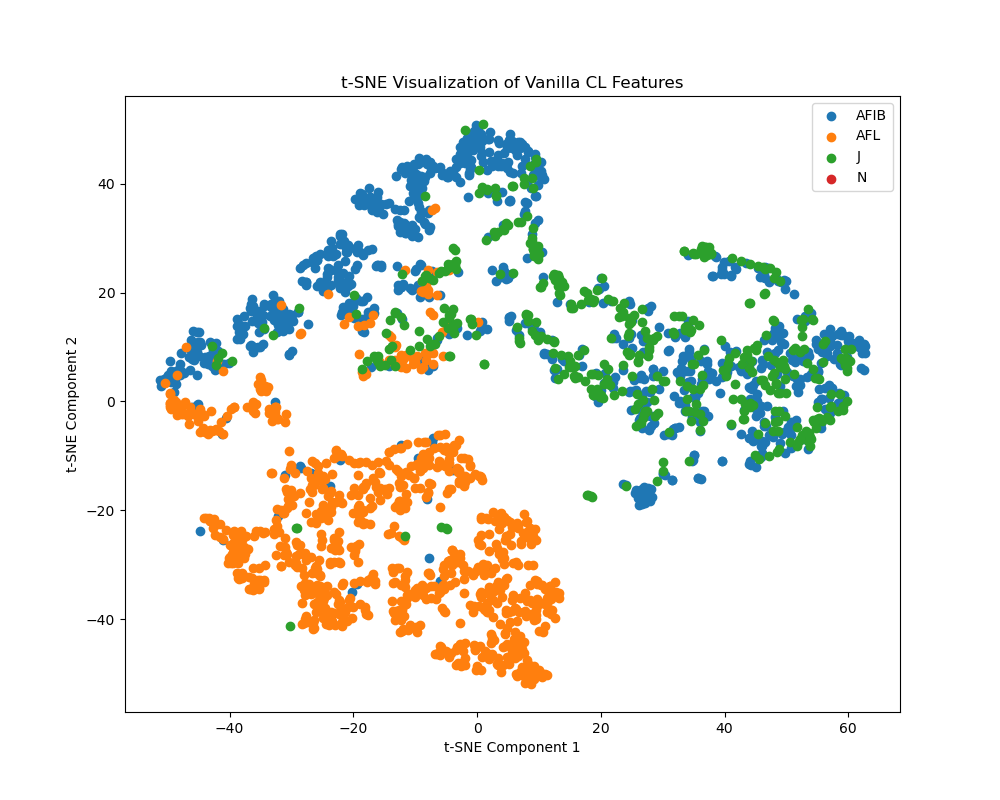 t-SNE Visualization of Vanilla CL Features
AFIB
AFL
J
N
40
20
0
−20
−40
t-SNE Component 2
−40
−20
0
20
40
60
t-SNE Component 1